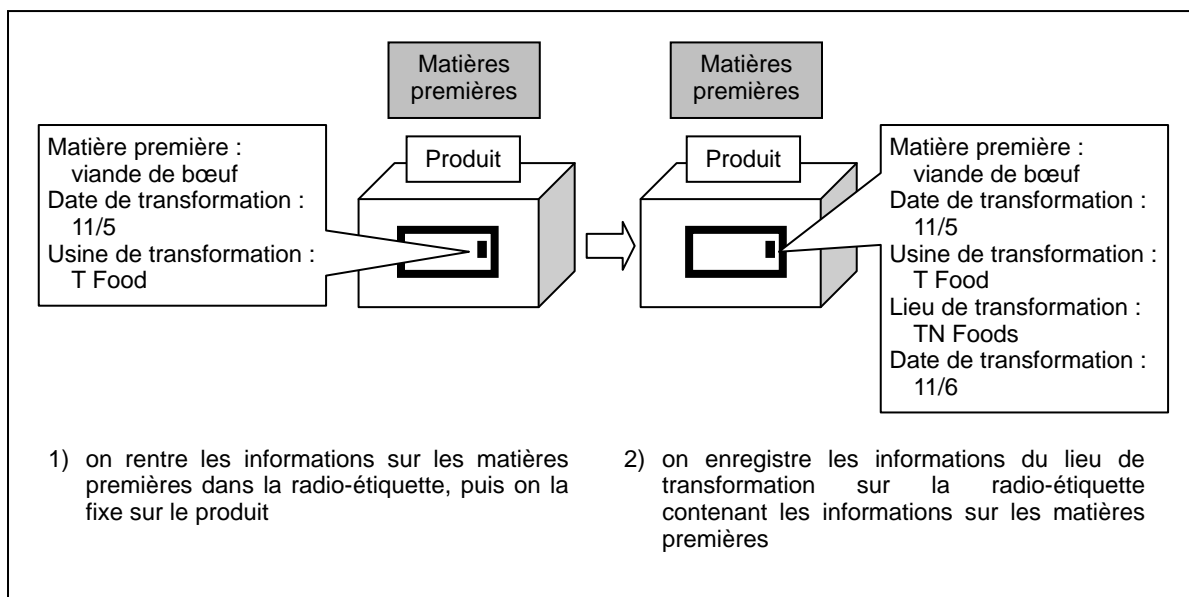 Matières
premières
Matières
premières
Matière première :
viande de bœuf
Date de transformation :
11/5
Usine de transformation :
T Food
Produit
Produit
Matière première :
viande de bœuf
Date de transformation :
11/5
Usine de transformation :
T Food
Lieu de transformation :
TN Foods
Date de transformation :
11/6
1) on rentre les informations sur les matières
premières dans la radio-étiquette, puis on la
fixe sur le produit
2) on enregistre les informations du lieu de
transformation sur la radio-étiquette
contenant les informations sur les matières
premières